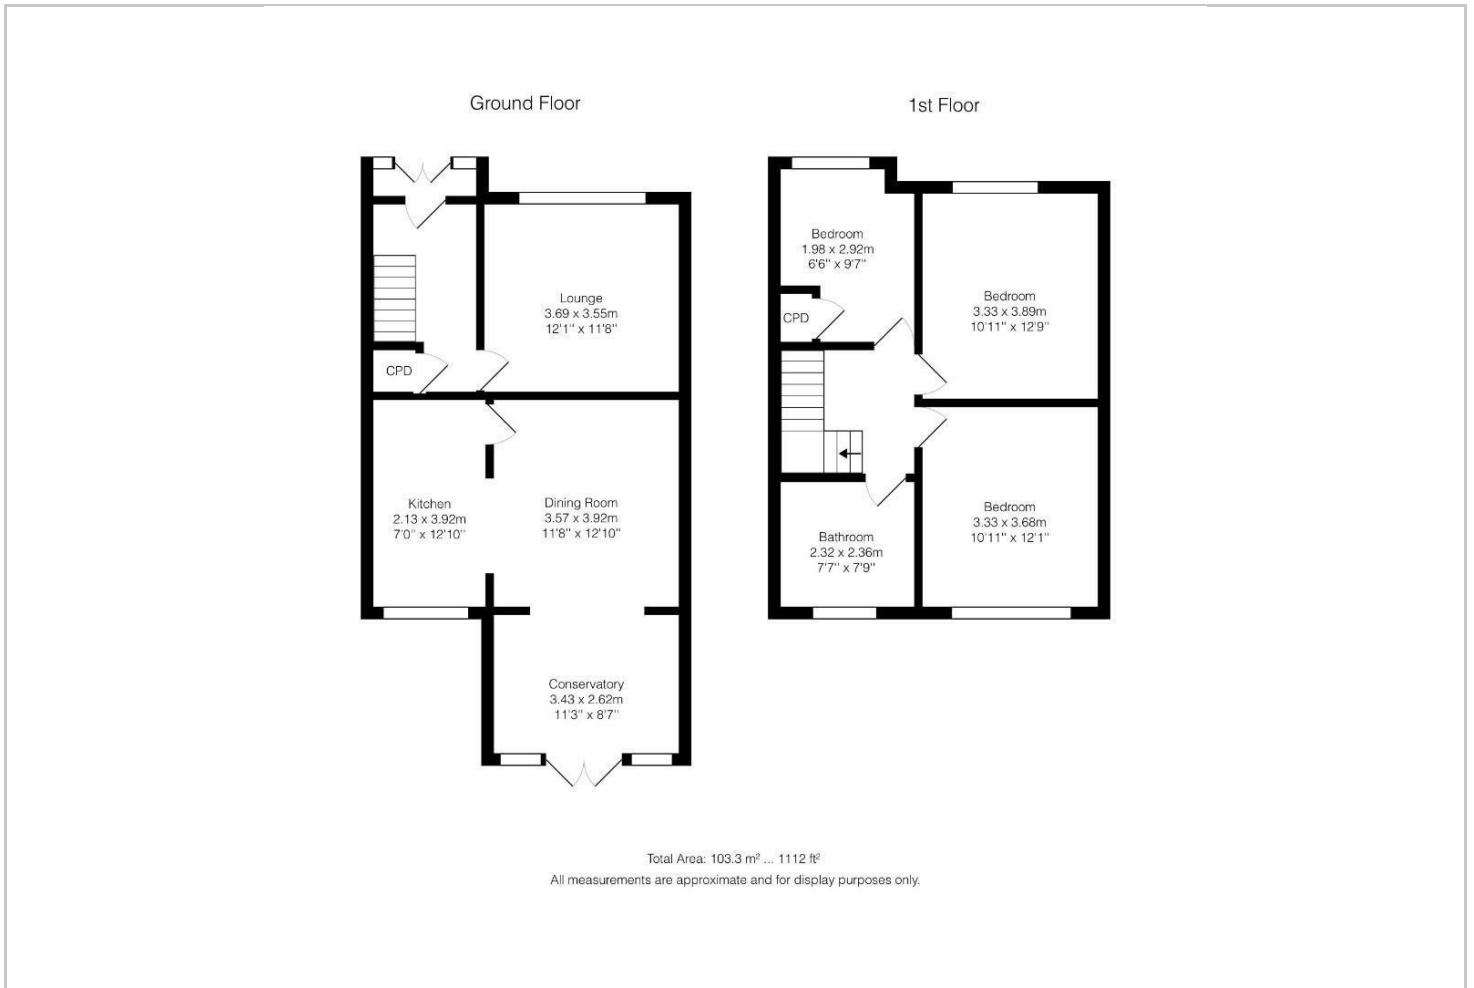 Ground Floor
Lounge
3.69 x 3.55m
12'1'' x 11'8''
CPD
Kitchen
2.13 x 3.92m
7'0'' x 12'10''
Dining Room
3.57 x 3.92m
11'8'' x 12'10''
Conservatory
3.43 x 2.62m
11'3'' x 8'7''
1st Floor
Bedroom
1.98 x 2.92m
6'6'' x 9'7''
CPD
Bedroom
3.33 x 3.89m
10'11'' x 12'9''
Bathroom
2.32 x 2.36m
7'7'' x 7'9''
Bedroom
3.33 x 3.68m
10'11'' x 12'1''
Total Area: 103.3 m² ... 1112 ft²
All measurements are approximate and for display purposes only.